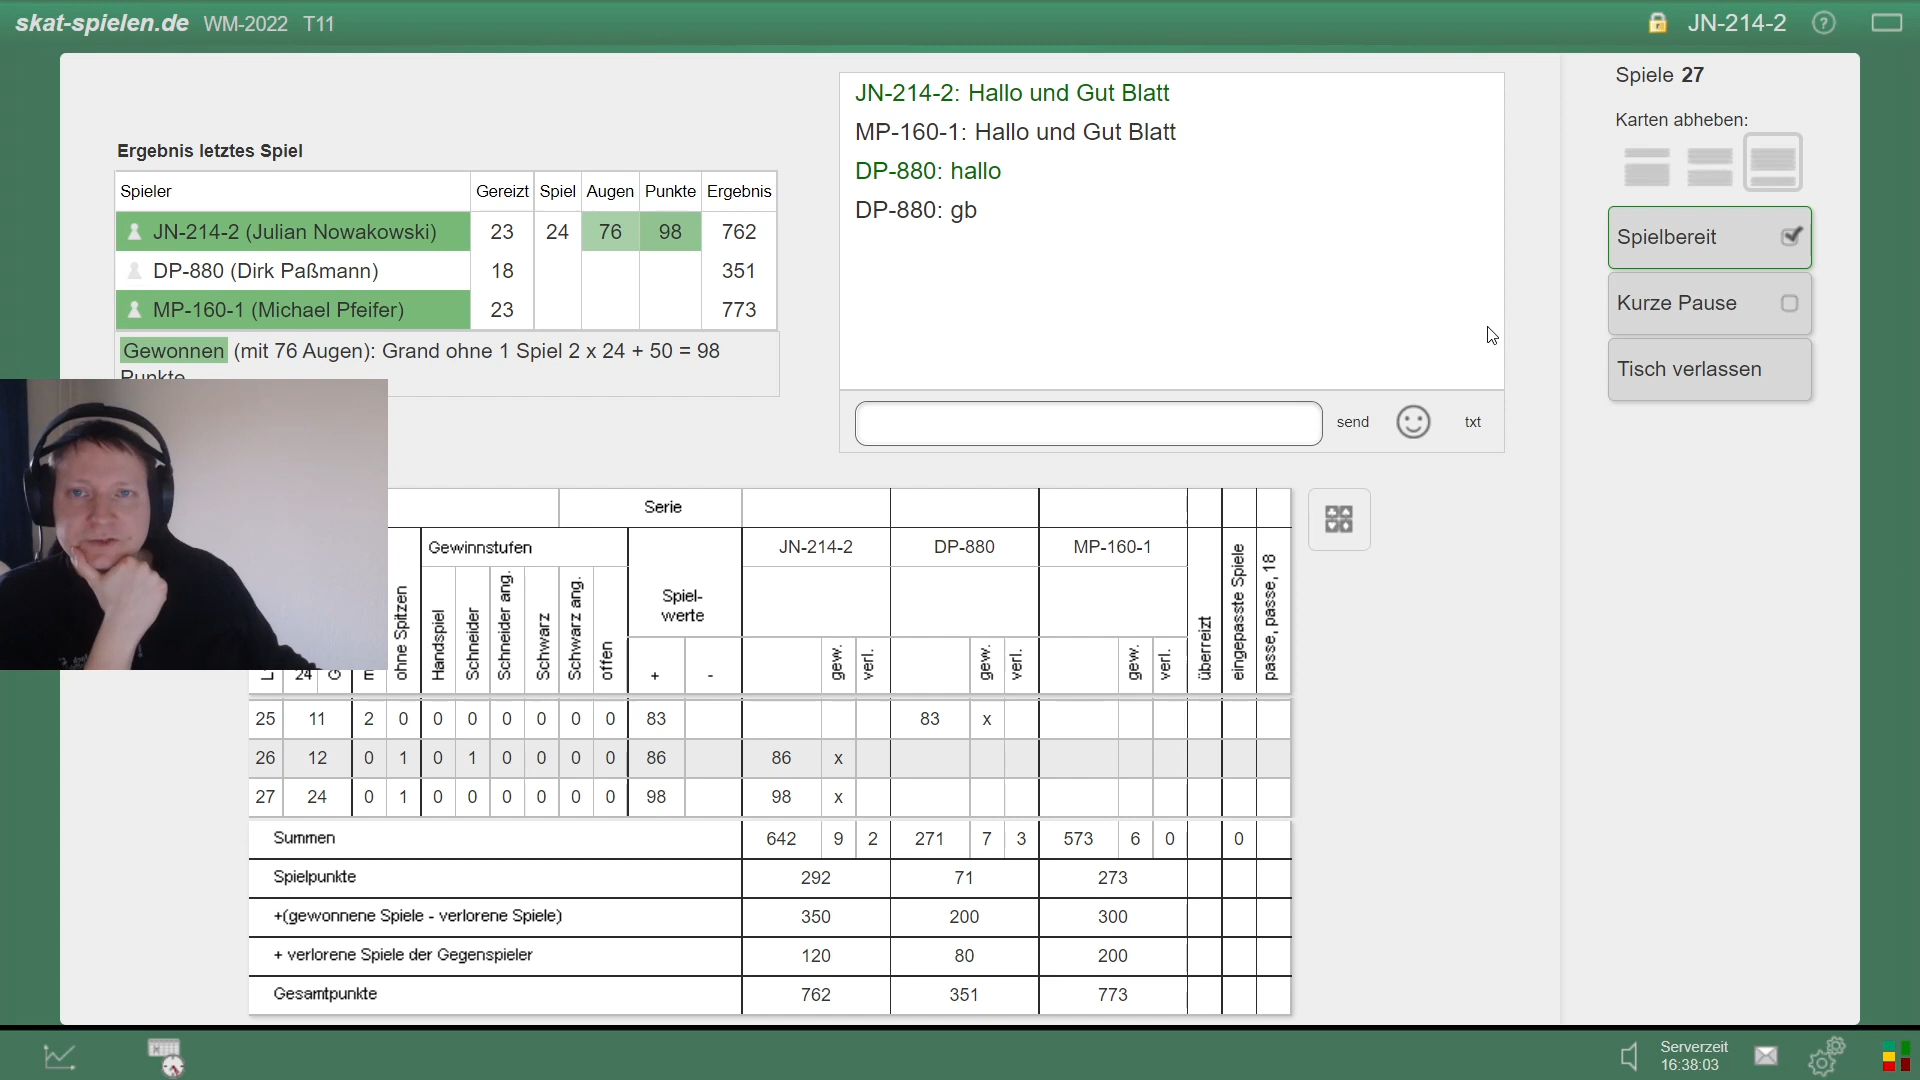 skat-spielen.de WM-2022 T11
JN-214-2
Spiele 27
Karten abheben:
Spielbereit
Kurze Pause
Tisch verlassen
JN-214-2: Hallo und Gut Blatt
MP-160-1: Hallo und Gut Blatt
DP-880: hallo
DP-880: gb
send txt
Ergebnis letztes Spiel
Spieler Gereizt Spiel Augen Punkte Ergebnis
JN-214-2 (Julian Nowakowski) 23 24 76 98 762
DP-880 (Dirk Paßmann) 18 351
MP-160-1 (Michael Pfeifer) 23 773
Gewonnen (mit 76 Augen): Grand ohne 1 Spiel 2 x 24 + 50 = 98
Punkte
Serie
Gewinnstufen JN-214-2 DP-880 MP-160-1
ohne Spitzen Handspiel Schneider Schneider ang. Schwarz Schwarz ang. offen
Spiel-
werte
+ - gew. verl. gew. verl. gew. verl. überreizt eingepasste Spiele passe, passe, 18
24
25 11 2 0 0 0 0 0 0 0 83 83 x
26 12 0 1 0 1 0 0 0 0 86 86 x
27 24 0 1 0 0 0 0 0 0 98 98 x
Summen 642 9 2 271 7 3 573 6 0 0
Spielpunkte 292 71 273
+(gewonnene Spiele - verlorene Spiele) 350 200 300
+ verlorene Spiele der Gegenspieler 120 80 200
Gesamtpunkte 762 351 773
Serverzeit
16:38:03